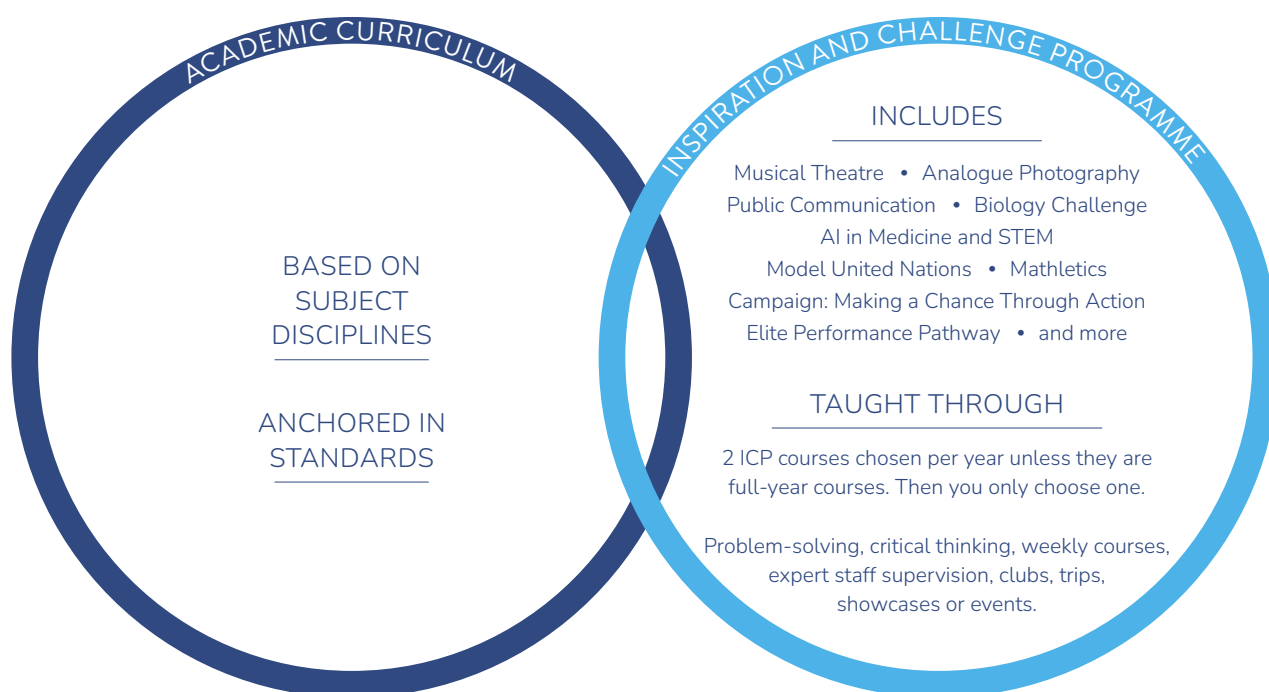 ACADEMIC CURRICULUM
BASED ON
SUBJECT
DISCIPLINES
ANCHORED IN
STANDARDS
INSPIRATION AND CHALLENGE PROGRAMME
INCLUDES
Musical Theatre • Analogue Photography
Public Communication • Biology Challenge
AI in Medicine and STEM
Model United Nations • Mathletics
Campaign: Making a Chance Through Action
Elite Performance Pathway • and more
TAUGHT THROUGH
2 ICP courses chosen per year unless they are
full-year courses. Then you only choose one.
Problem-solving, critical thinking, weekly courses,
expert staff supervision, clubs, trips,
showcases or events.